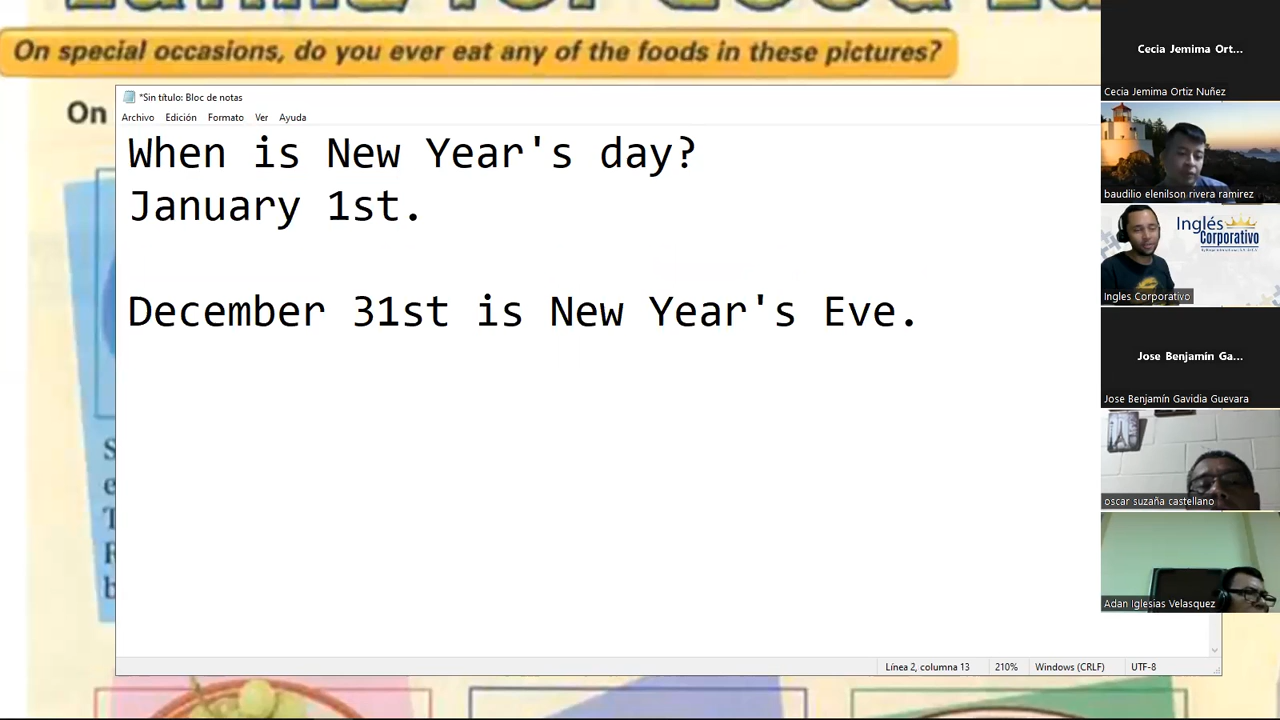 On special occasions, do you ever eat any of the foods in these pictures?
On
*Sin título: Bloc de notas
Archivo Edición Formato Ver Ayuda
When is New Year's day?
January 1st.
December 31st is New Year's Eve.
Línea 2, columna 13 210% Windows (CRLF) UTF-8
Cecia Jemima Ort...
Cecia Jemima Ortiz Nuñez
baudilio elenilson rivera ramirez
Inglés
Corporativo
Ingles Corporativo
Jose Benjamín Ga...
Jose Benjamín Gavidia Guevara
oscar suzaña castellano
Adan Iglesias Velasquez